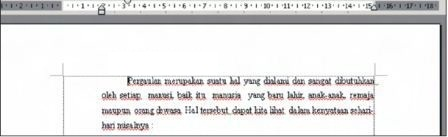 2 · 1 · 1 · 1 · 1 · 2 · 3 · 4 · 5 · 6 · 7 · 8 · 9 · 10 · 11 · 12 · 13 · 14 · 15 · 16 · 17 · 18
Pergaulan merupakan suatu hal yang dialami dan sangat dibutuhkan
oleh setiap manusi, baik itu manusia yang baru lahir, anak-anak, remaja
maupun orang dewasa. Hal tersebut dapat kita lihat dalam kenyataan sehari-
hari misalnya :